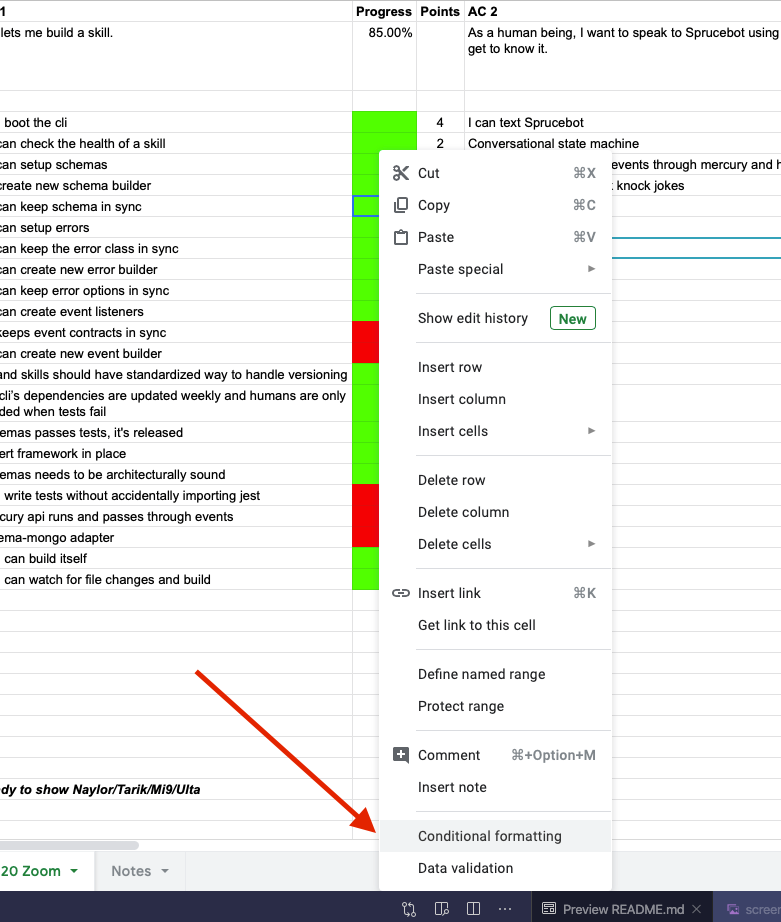 1 Progress Points AC 2
lets me build a skill. 85.00% As a human being, I want to speak to Sprucebot using
get to know it.
boot the cli 4 I can text Sprucebot
can check the health of a skill 2 Conversational state machine
can setup schemas events through mercury and h
create new schema builder knock jokes
can keep schema in sync
can setup errors
can keep the error class in sync
can create new error builder
can keep error options in sync
can create event listeners
keeps event contracts in sync
can create new event builder
and skills should have standardized way to handle versioning
cli's dependencies are updated weekly and humans are only
ded when tests fail
emas passes tests, it's released
ert framework in place
emas needs to be architecturally sound
write tests without accidentally importing jest
cury api runs and passes through events
ema-mongo adapter
can build itself
can watch for file changes and build
dy to show Naylor/Tarik/Mi9/Ulta
Cut ⌘X
Copy ⌘C
Paste ⌘V
Paste special
Show edit history New
Insert row
Insert column
Insert cells
Delete row
Delete column
Delete cells
Insert link ⌘K
Get link to this cell
Define named range
Protect range
Comment ⌘+Option+M
Insert note
Conditional formatting
Data validation
20 Zoom Notes
Preview README.md screen